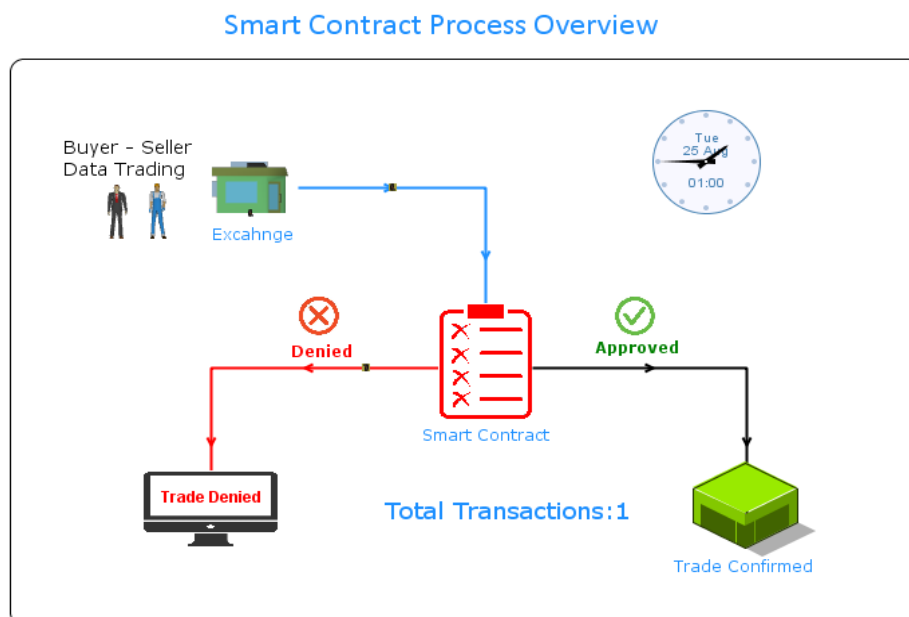 Smart Contract Process Overview
Buyer - Seller
Data Trading
Excahnge
Tue
25 Aug
01:00
Denied
Approved
Smart Contract
Trade Denied
Total Transactions:1
Trade Confirmed